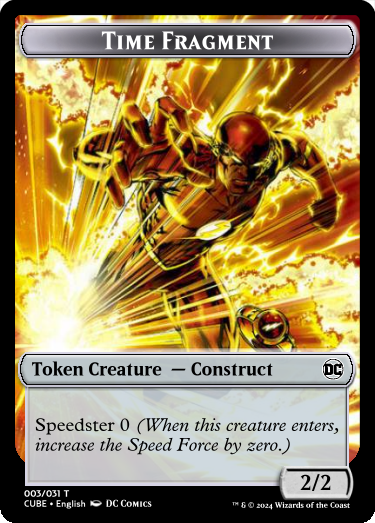 TIME FRAGMENT
Token Creature — Construct
DC
Speedster 0 (When this creature enters,
increase the Speed Force by zero.)
2/2
003/031 T
CUBE • English DC COMICS
™ & © 2024 Wizards of the Coast